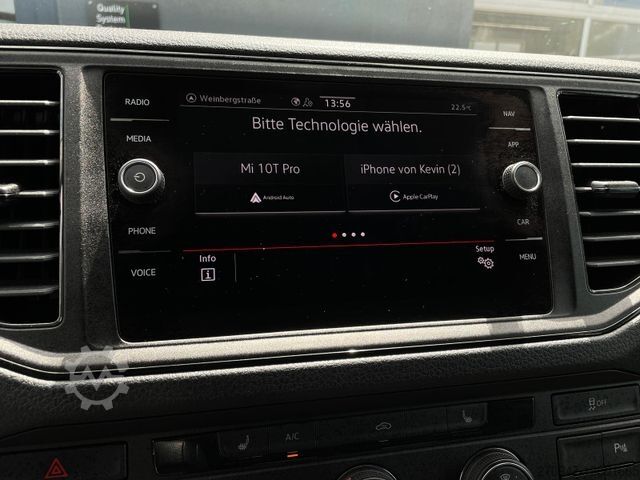 Quality
System
RADIO
Weinbergstraße
13:56
22.5°C
NAV
MEDIA
Bitte Technologie wählen.
APP
Mi 10T Pro
iPhone von Kevin (2)
Android Auto
Apple CarPlay
PHONE
CAR
VOICE
Info
Setup
MENU
A/C
OFF